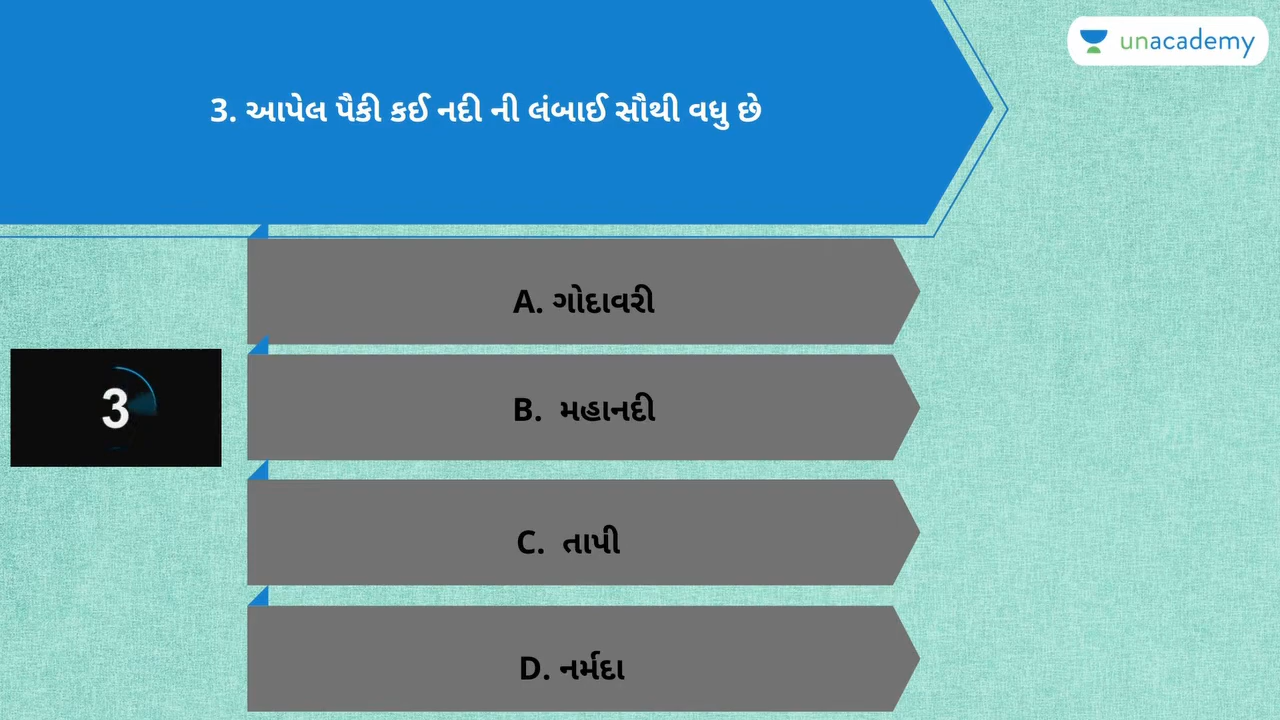 unacademy
3. આપેલ પૈકી કઈ નદી ની લંબાઈ સૌથી વધુ છે
A. ગોદાવરી
3
B. મહાનદી
C. તાપી
D. નર્મદા